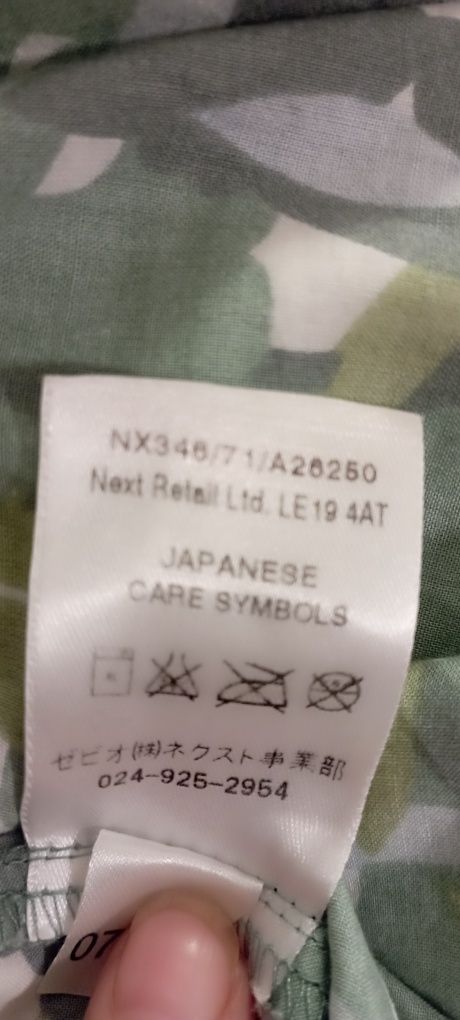 NX346/71/A26250
Next Retail Ltd. LE19 4AT
JAPANESE
CARE SYMBOLS
ゼビオ(株)ネクスト事業部
024-925-2954
07